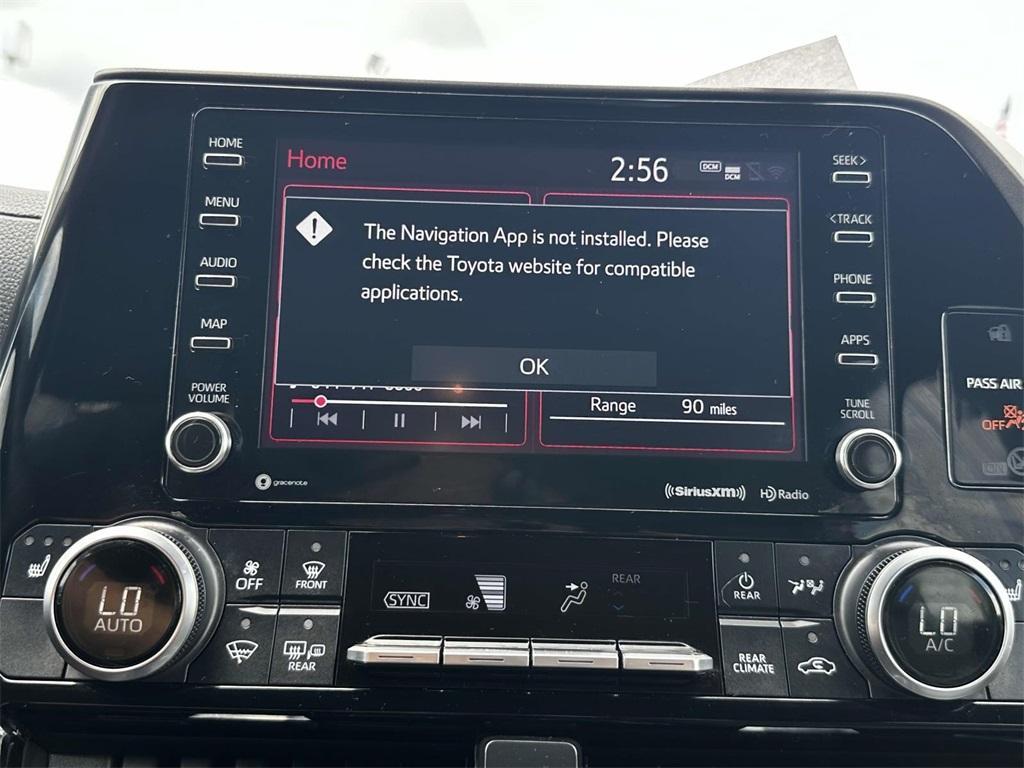 HOME
MENU
AUDIO
MAP
POWER
VOLUME
Home
2:56
DCM
DCM
The Navigation App is not installed. Please
check the Toyota website for compatible
applications.
OK
Range 90 miles
SEEK>
<TRACK
PHONE
APPS
TUNE
SCROLL
gracenote
((SiriusXM))
HD Radio
PASS AIR
OFF
LO
AUTO
OFF
FRONT
REAR
SYNC
REAR
REAR
REAR
CLIMATE
LO
A/C